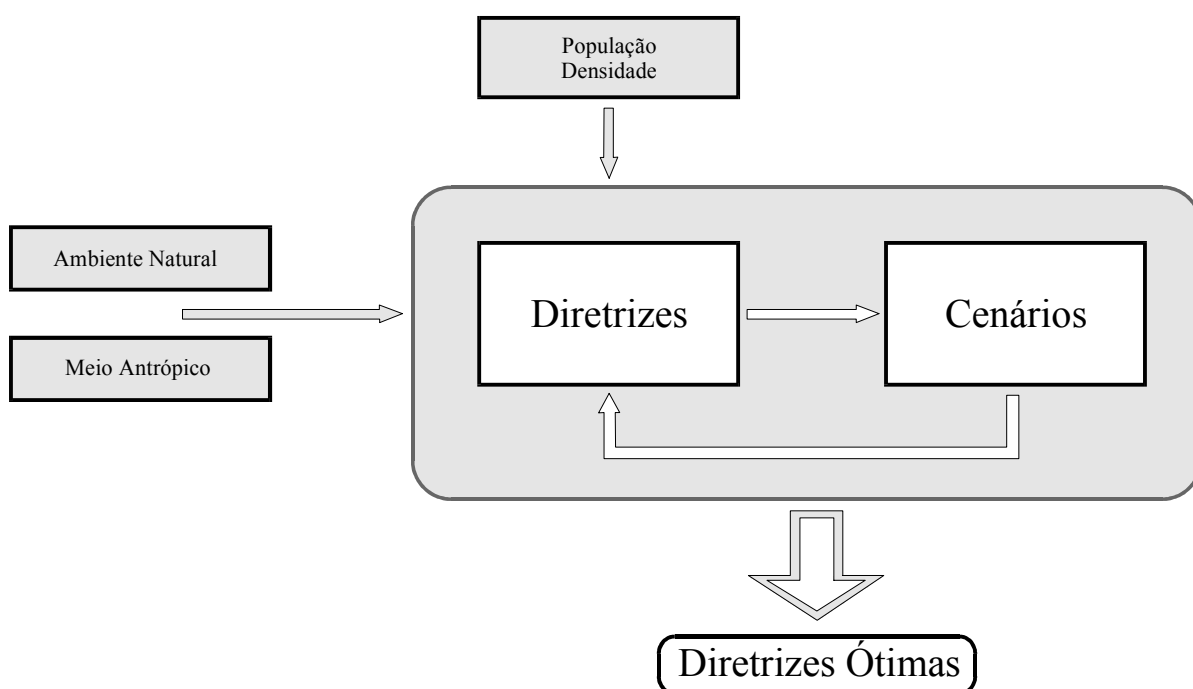 População
Densidade
Ambiente Natural
Meio Antrópico
Diretrizes
Cenários
Diretrizes Ótimas